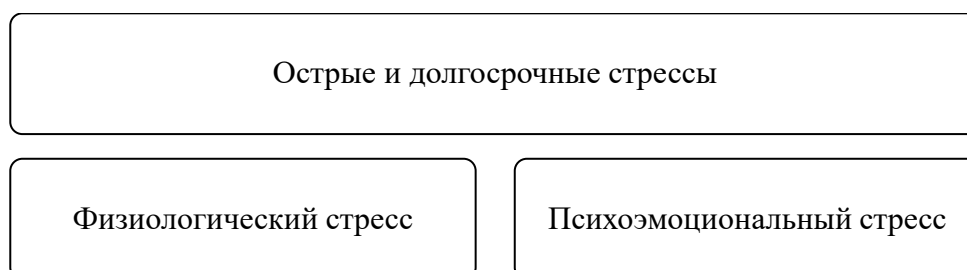 Острые и долгосрочные стрессы
Физиологический стресс
Психоэмоциональный стресс